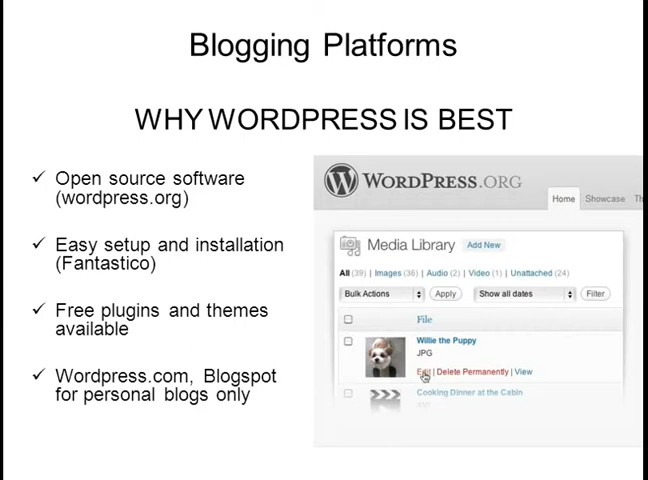 Blogging Platforms
WHY WORDPRESS IS BEST
✓ Open source software
(wordpress.org)
✓ Easy setup and installation
(Fantastico)
✓ Free plugins and themes
available
✓ Wordpress.com, Blogspot
for personal blogs only
WORDPRESS.ORG
Home Showcase Th
Media Library Add New
All (39) | Images (36) | Audio (2) | Video (1) | Unattached (24)
Bulk Actions Apply Show all dates Filter
File
Willie the Puppy
JPG
Edit | Delete Permanently | View
Cooking Dinner at the Cabin